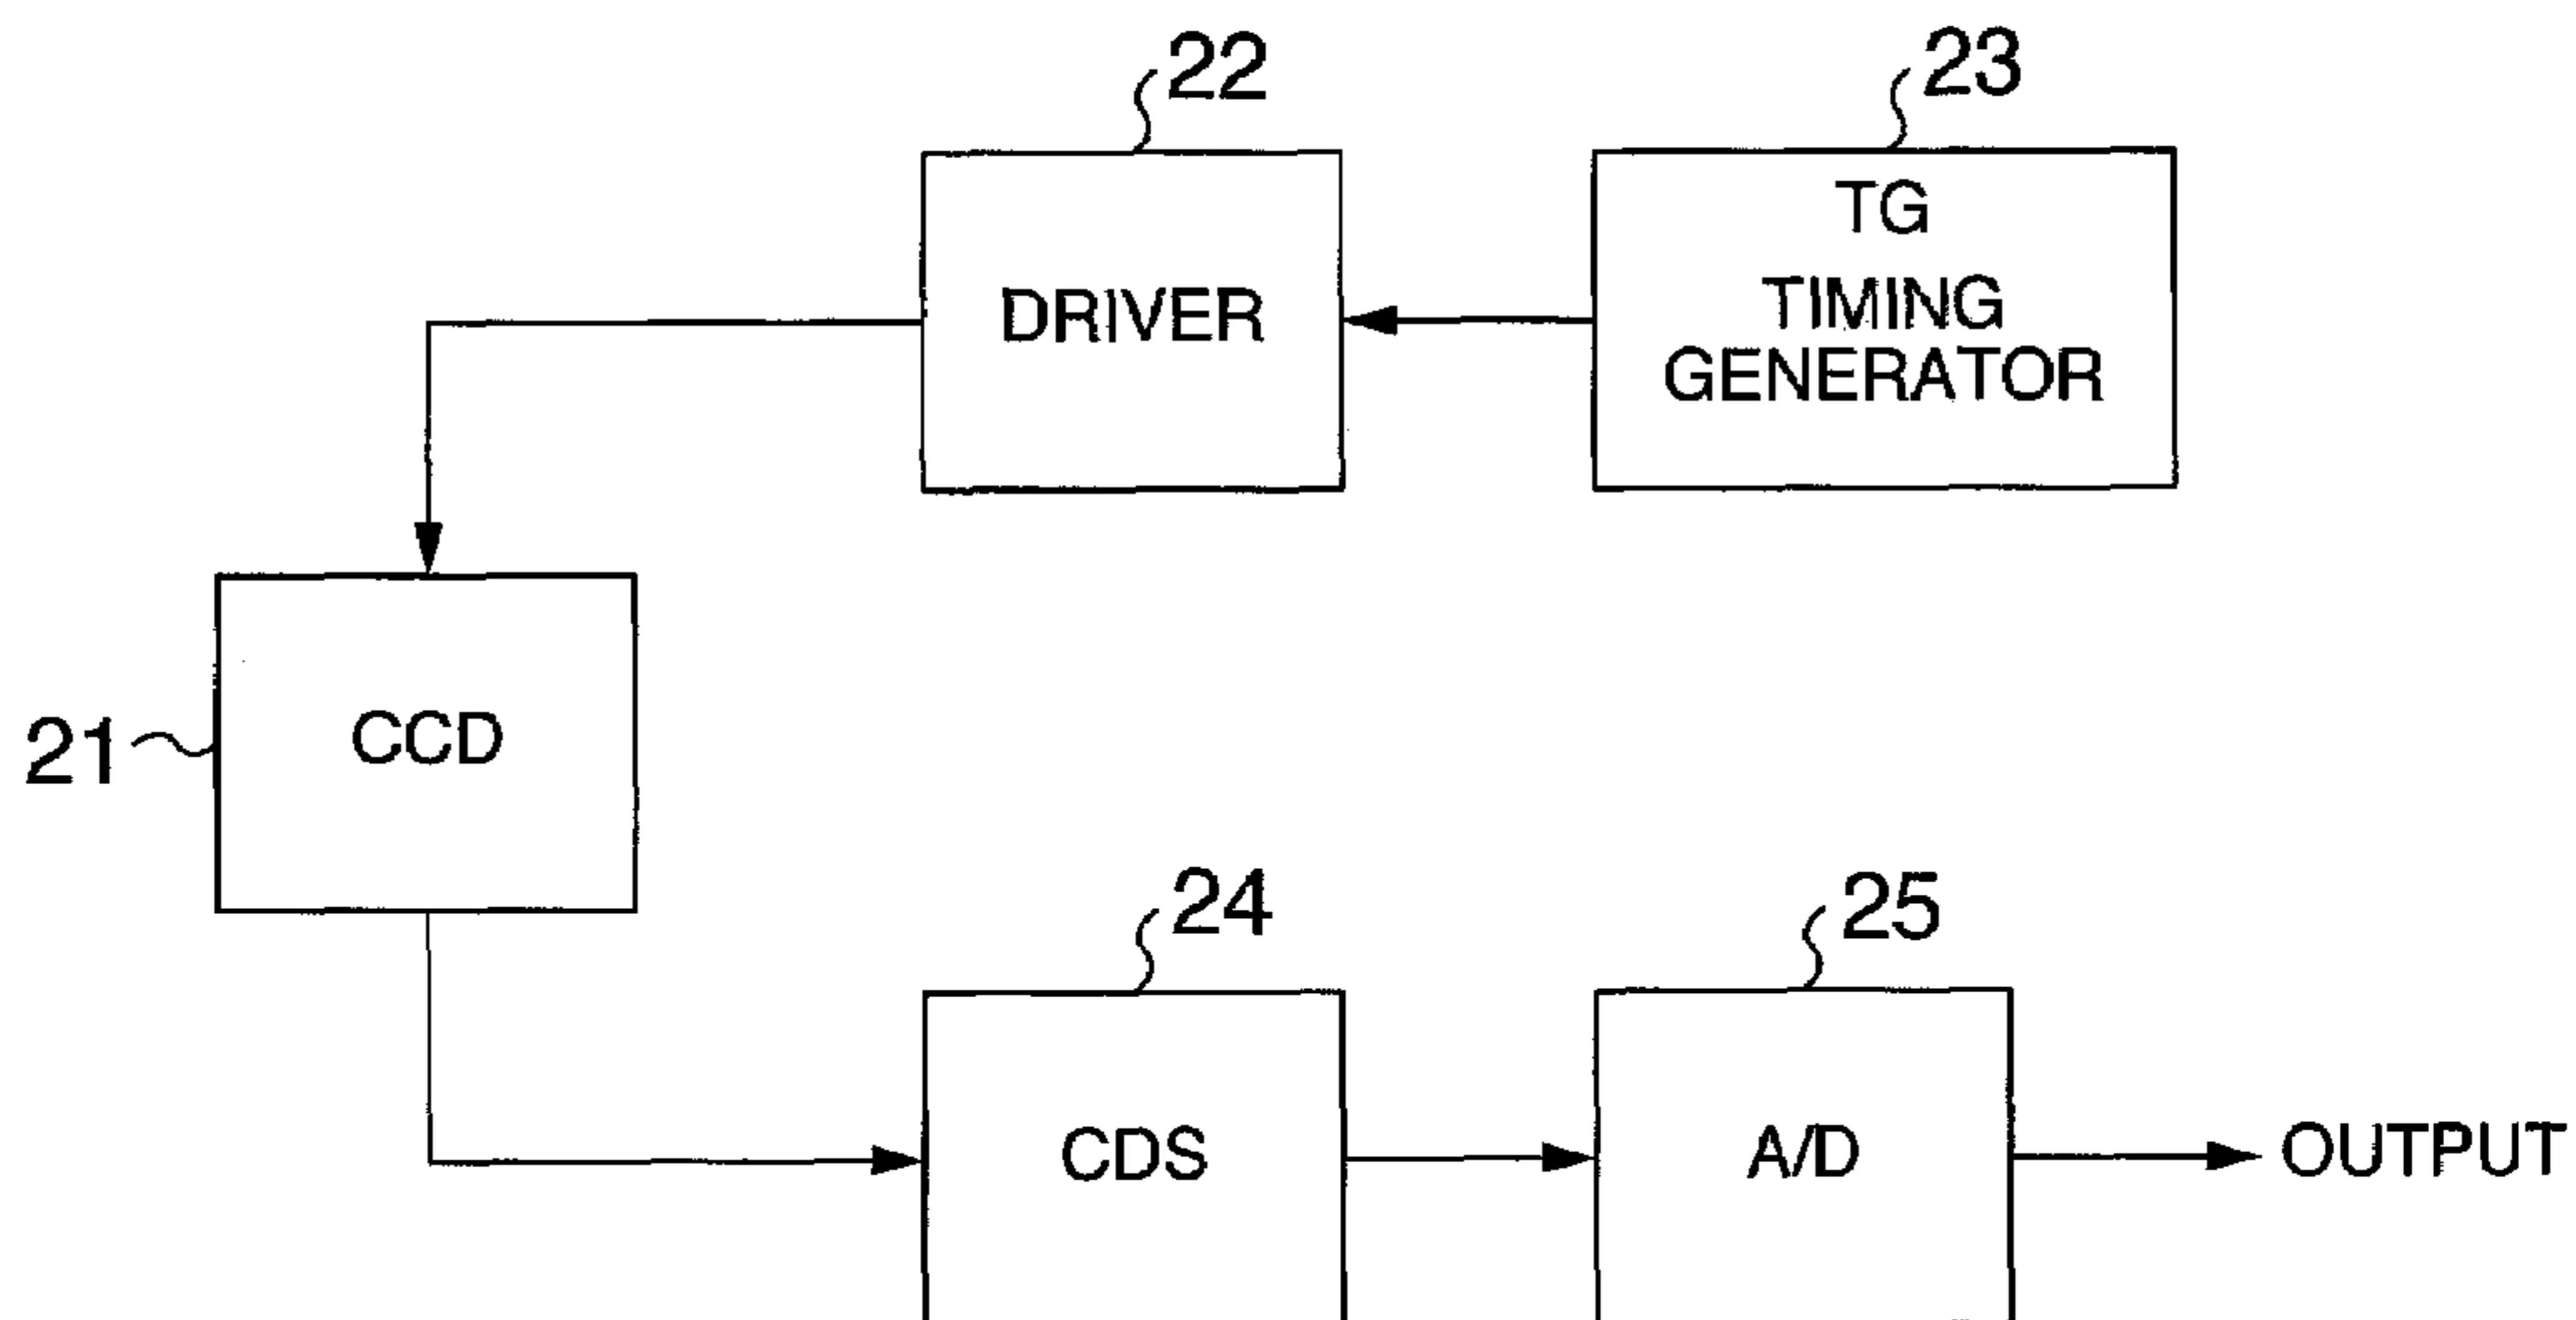 22
23
DRIVER
TG
TIMING
GENERATOR
21
CCD
24
25
CDS
A/D
OUTPUT